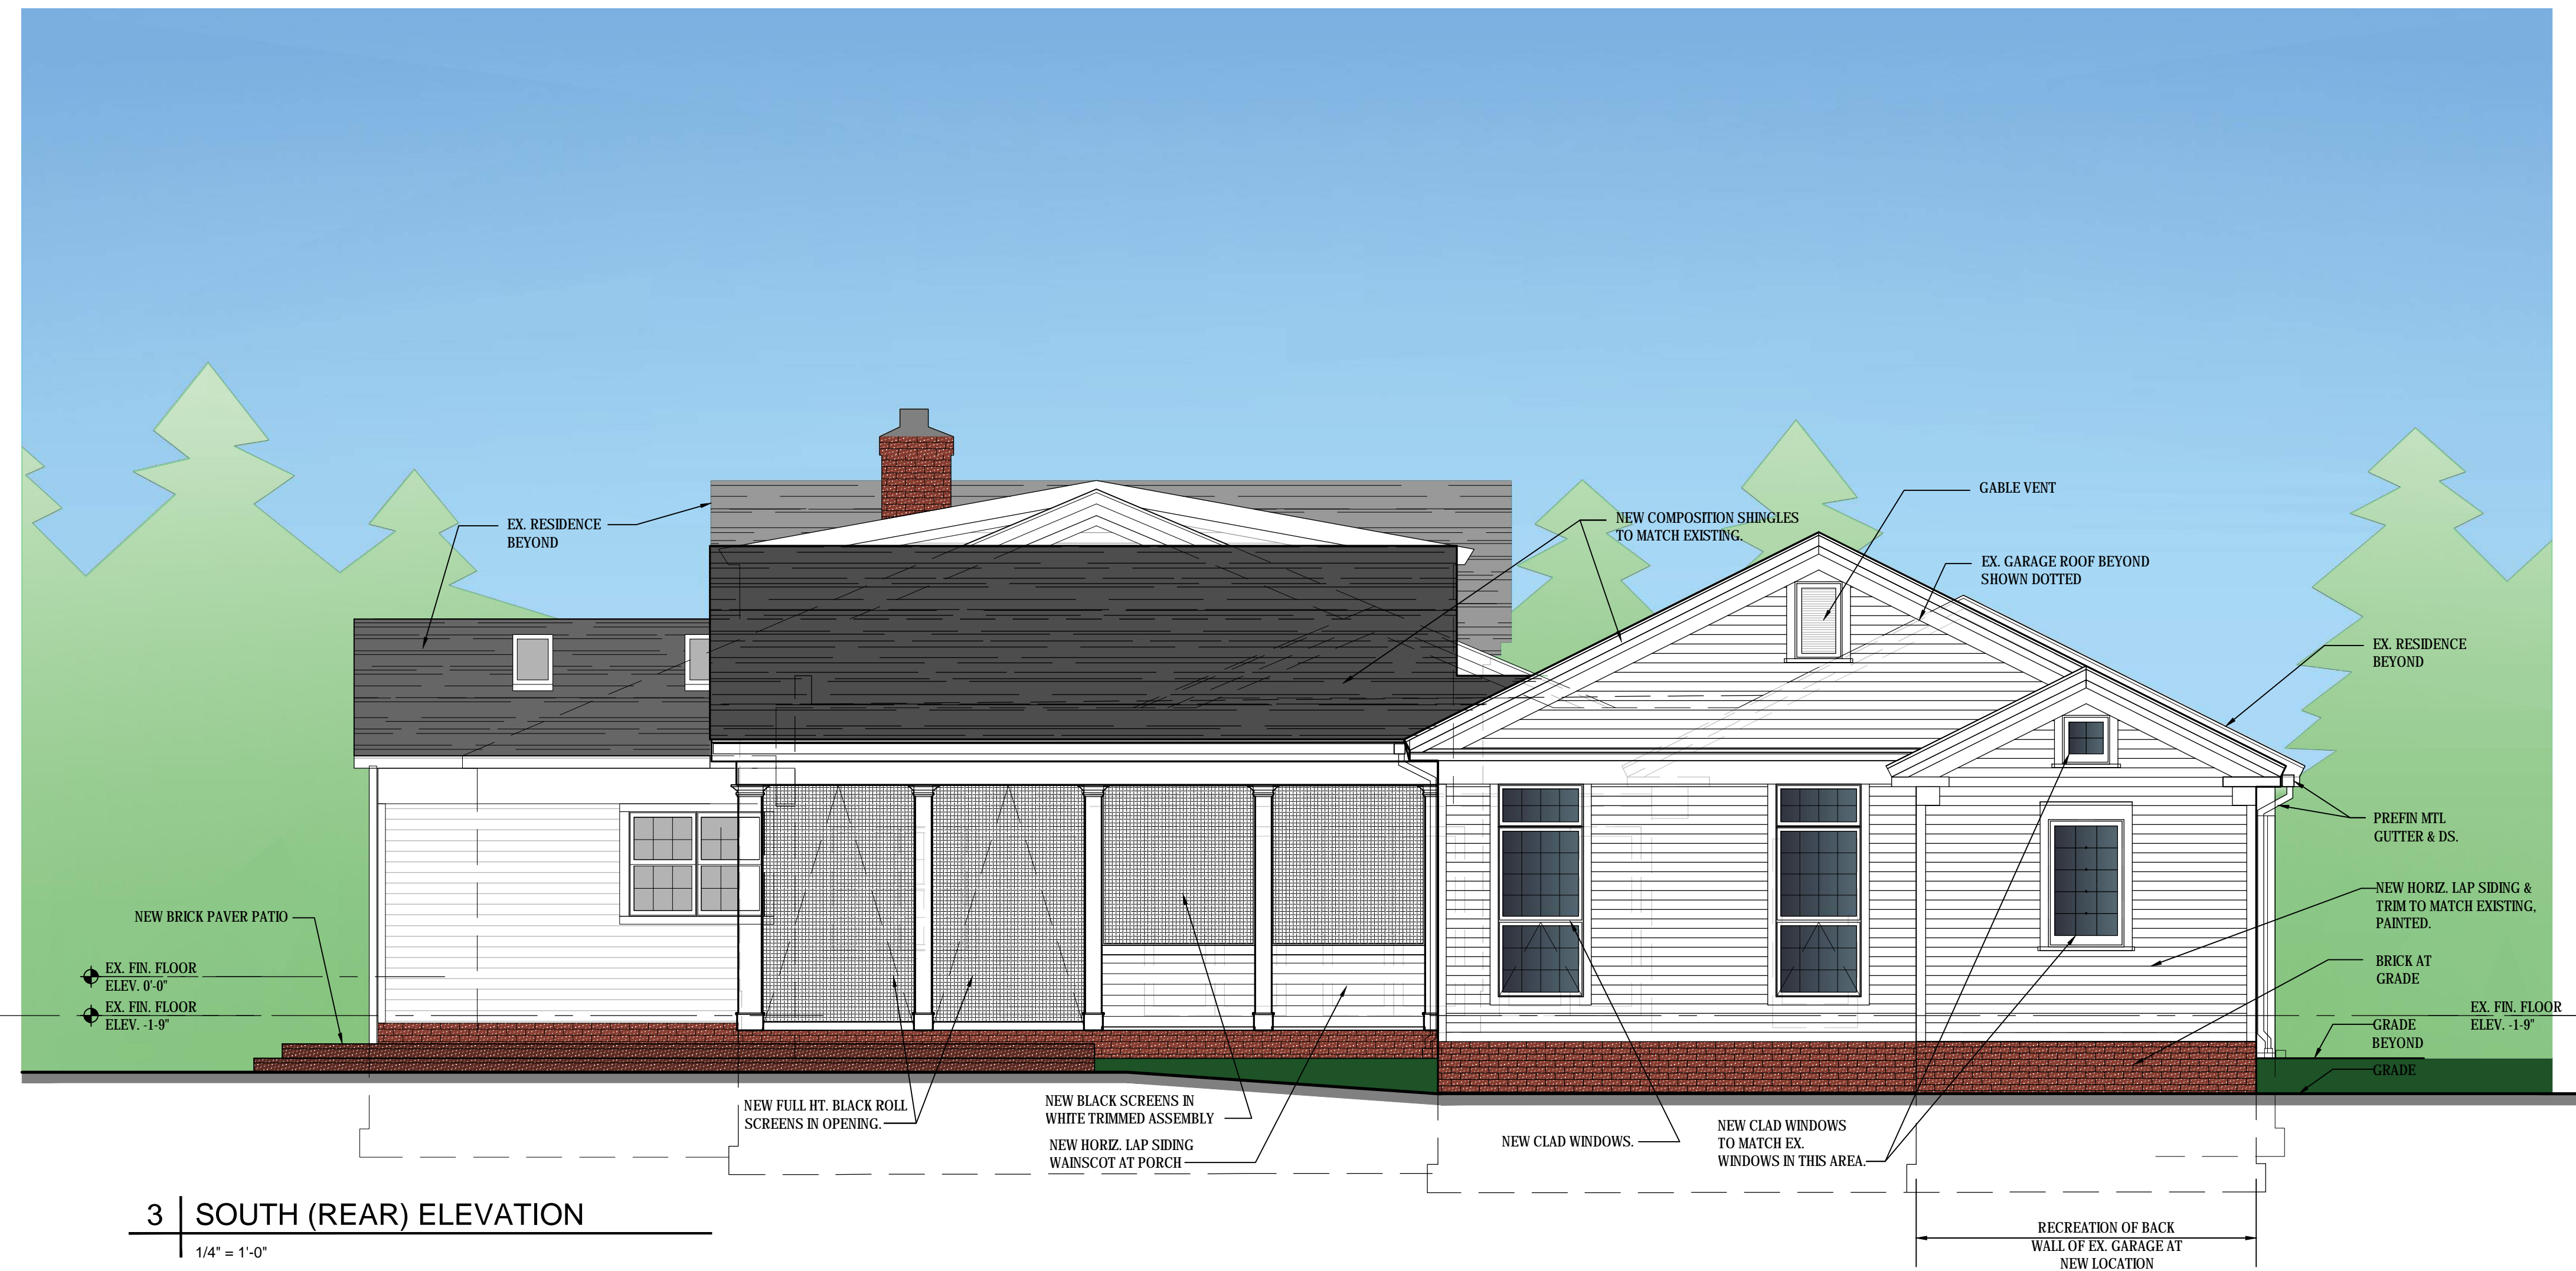 GABLE VENT
NEW COMPOSITION SHINGLES
TO MATCH EXISTING.
EX. RESIDENCE
BEYOND
EX. GARAGE ROOF BEYOND
SHOWN DOTTED
EX. RESIDENCE
BEYOND
PREFIN MTL
GUTTER & DS.
NEW HORIZ. LAP SIDING &
TRIM TO MATCH EXISTING,
PAINTED.
NEW BRICK PAVER PATIO
BRICK AT
GRADE
EX. FIN. FLOOR
ELEV. 0'-0"
EX. FIN. FLOOR
ELEV. -1-9"
EX. FIN. FLOOR
ELEV. -1-9"
GRADE
BEYOND
GRADE
NEW FULL HT. BLACK ROLL
SCREENS IN OPENING.
NEW BLACK SCREENS IN
WHITE TRIMMED ASSEMBLY
NEW HORIZ. LAP SIDING
WAINSCOT AT PORCH
NEW CLAD WINDOWS.
NEW CLAD WINDOWS
TO MATCH EX.
WINDOWS IN THIS AREA.
3 SOUTH (REAR) ELEVATION
1/4" = 1'-0"
RECREATION OF BACK
WALL OF EX. GARAGE AT
NEW LOCATION